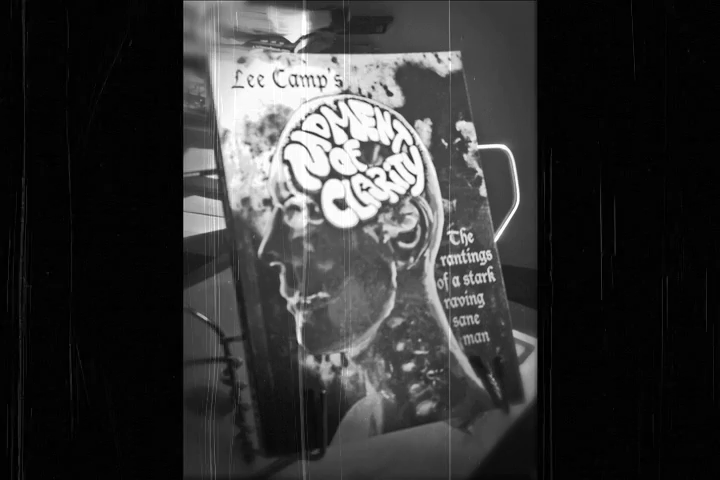 Lee Camp's
MOMENT
OF
CLARITY
The
rantings
of a stark
raving
sane
man